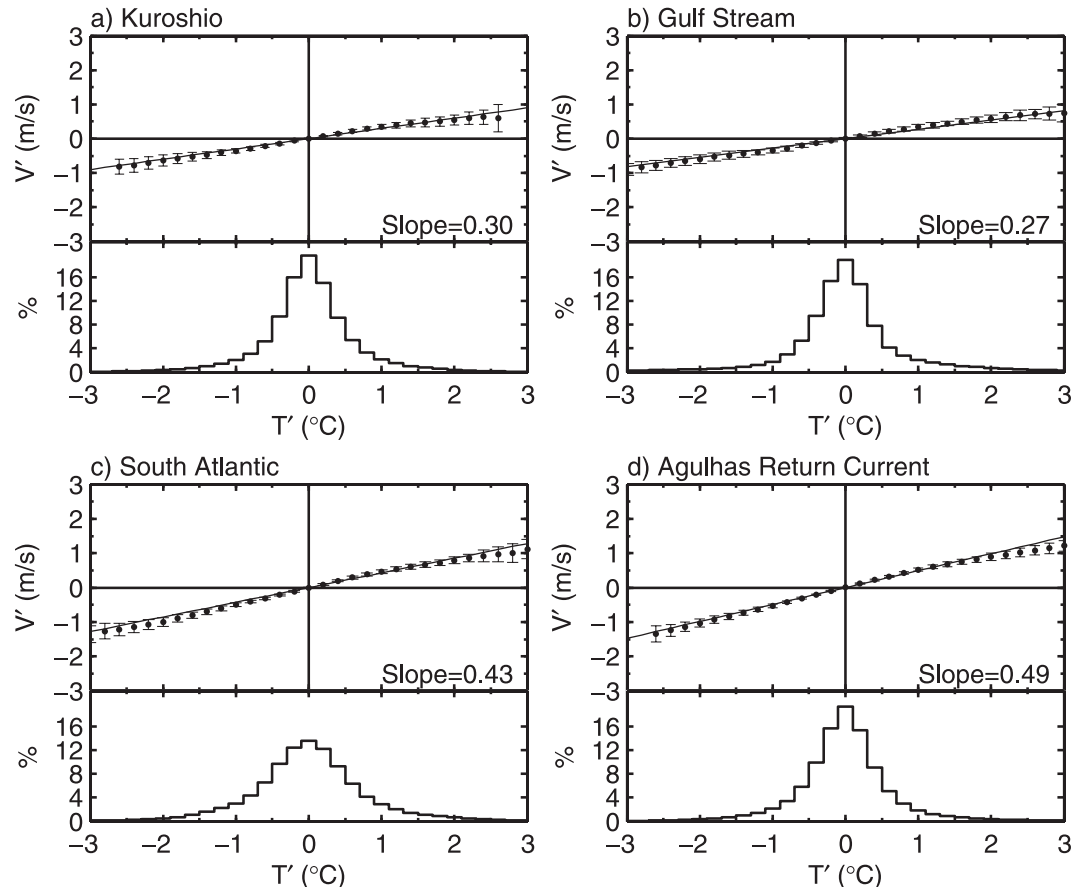 a) Kuroshio
3
2
1
0
−1
−2
−3
V′ (m/s)
Slope=0.30
16
12
8
4
0
%
−3 −2 −1 0 1 2 3
T′ (°C)
b) Gulf Stream
3
2
1
0
−1
−2
−3
V′ (m/s)
Slope=0.27
16
12
8
4
0
%
−3 −2 −1 0 1 2 3
T′ (°C)
c) South Atlantic
3
2
1
0
−1
−2
−3
V′ (m/s)
Slope=0.43
16
12
8
4
0
%
−3 −2 −1 0 1 2 3
T′ (°C)
d) Agulhas Return Current
3
2
1
0
−1
−2
−3
V′ (m/s)
Slope=0.49
16
12
8
4
0
%
−3 −2 −1 0 1 2 3
T′ (°C)